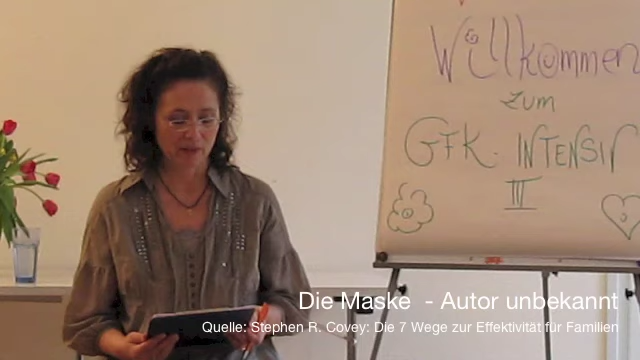 Willkommen
zum
GFK-INTENSIV
III
Die Maske - Autor unbekannt
Quelle: Stephen R. Covey: Die 7 Wege zur Effektivität für Familien